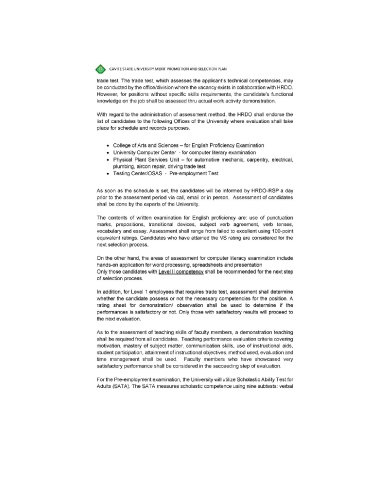 CAVITE STATE UNIVERSITY MERIT PROMOTION AND SELECTION PLAN
trade test. The trade test, which assesses the applicant's technical competencies, may
be conducted by the office/division where the vacancy exists in collaboration with HRDO.
However, for positions without specific skills requirements, the candidate's functional
knowledge on the job shall be assessed thru actual work activity demonstration.
With regard to the administration of assessment method, the HRDO shall endorse the
list of candidates to the following Offices of the University where evaluation shall take
place for schedule and records purposes.
• College of Arts and Sciences – for English Proficiency Examination
• University Computer Center - for computer literacy examination
• Physical Plant Services Unit – for automotive mechanic, carpentry, electrical,
plumbing, aircon repair, driving trade test
• Testing Center/OSAS - Pre-employment Test
As soon as the schedule is set, the candidates will be informed by HRDO-RSP a day
prior to the assessment period via call, email or in person. Assessment of candidates
shall be done by the experts of the University.
The contents of written examination for English proficiency are: use of punctuation
marks, prepositions, transitional devices, subject verb agreement, verb tenses,
vocabulary and essay. Assessment shall range from failed to excellent using 100-point
equivalent ratings. Candidates who have attained the VS rating are considered for the
next selection process.
On the other hand, the areas of assessment for computer literacy examination include
hands-on application for word processing, spreadsheets and presentation
Only those candidates with Level II competency shall be recommended for the next step
of selection process.
In addition, for Level 1 employees that requires trade test, assessment shall determine
whether the candidate possess or not the necessary competencies for the position. A
rating sheet for demonstration/ observation shall be used to determine if the
performances is satisfactory or not. Only those with satisfactory results will proceed to
the next evaluation.
As to the assessment of teaching skills of faculty members, a demonstration teaching
shall be required from all candidates. Teaching performance evaluation criteria covering
motivation, mastery of subject matter, communication skills, use of instructional aids,
student participation, attainment of instructional objectives, method used, evaluation and
time management shall be used. Faculty members who have showcased very
satisfactory performance shall be considered in the succeeding step of evaluation.
For the Pre-employment examination, the University will utilize Scholastic Ability Test for
Adults (SATA). The SATA measures scholastic competence using nine subtests: verbal